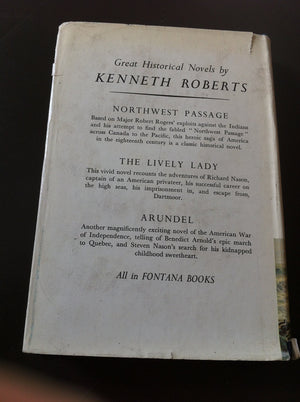 Great Historical Novels by
KENNETH ROBERTS
NORTHWEST PASSAGE
Based on Major Robert Rogers' exploit against the Indians
and his attempt to find the fabled "Northwest Passage"
across Canada to the Pacific, this heroic saga of America
in the eighteenth century is a classic historical novel.
THE LIVELY LADY
This vivid novel recounts the adventures of Richard Nason,
captain of an American privateer, his successful career on
the high seas, his imprisonment in, and escape from,
Dartmoor.
ARUNDEL
Another magnificently exciting novel of the American War
of Independence, telling of Benedict Arnold's epic march
to Quebec, and Steven Nason's search for his kidnapped
childhood sweetheart.
All in FONTANA BOOKS